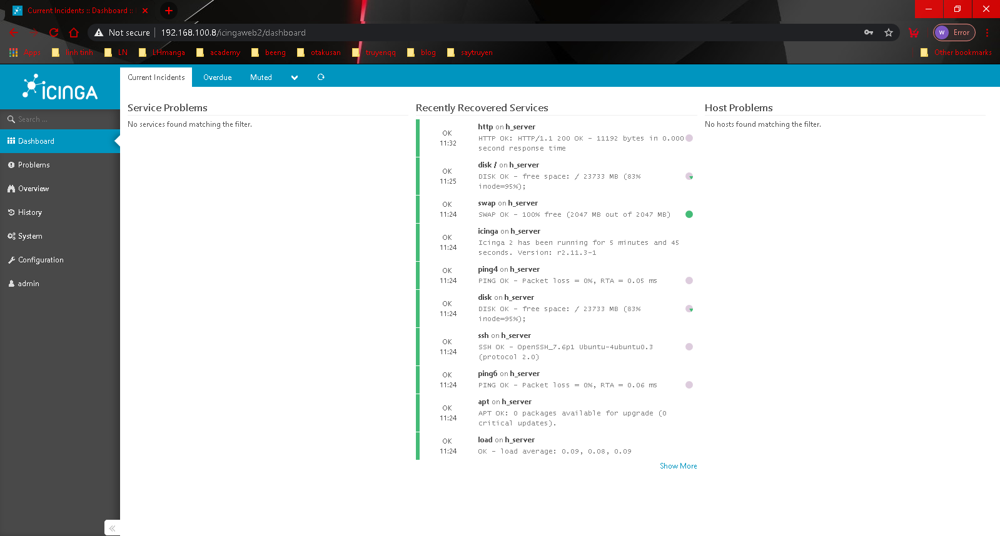 Current Incidents :: Dashboard ::
Not secure
192.168.100.8/icingaweb2/dashboard
W
Error
Apps
linh tinh
LN
LHmanga
academy
beeng
otakusan
truyenqq
blog
saytruyen
Other bookmarks
ICINGA
Search ...
Dashboard
Problems
Overview
History
System
Configuration
admin
Current Incidents
Overdue
Muted
Service Problems
No services found matching the filter.
Recently Recovered Services
OK
11:32
http on h_server
HTTP OK: HTTP/1.1 200 OK - 11192 bytes in 0.000
second response time
OK
11:25
disk / on h_server
DISK OK - free space: / 23733 MB (83%
inode=95%);
OK
11:24
swap on h_server
SWAP OK - 100% free (2047 MB out of 2047 MB)
OK
11:24
icinga on h_server
Icinga 2 has been running for 5 minutes and 45
seconds. Version: r2.11.3-1
OK
11:24
ping4 on h_server
PING OK - Packet loss = 0%, RTA = 0.05 ms
OK
11:24
disk on h_server
DISK OK - free space: / 23733 MB (83%
inode=95%);
OK
11:24
ssh on h_server
SSH OK - OpenSSH_7.6p1 Ubuntu-4ubuntu0.3
(protocol 2.0)
OK
11:24
ping6 on h_server
PING OK - Packet loss = 0%, RTA = 0.06 ms
OK
11:24
apt on h_server
APT OK: 0 packages available for upgrade (0
critical updates).
OK
11:24
load on h_server
OK - load average: 0.09, 0.08, 0.09
Show More
Host Problems
No hosts found matching the filter.